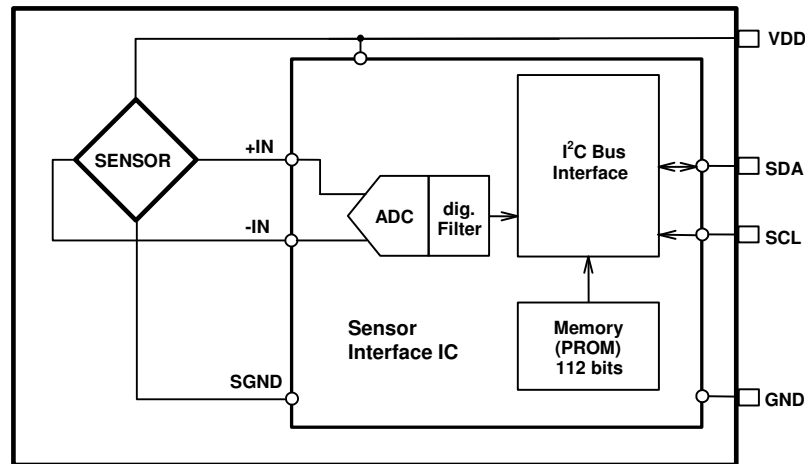 VDD
SENSOR
+IN
I²C Bus
Interface
SDA
ADC
dig.
Filter
-IN
SCL
Sensor
Interface IC
Memory
(PROM)
112 bits
SGND
GND